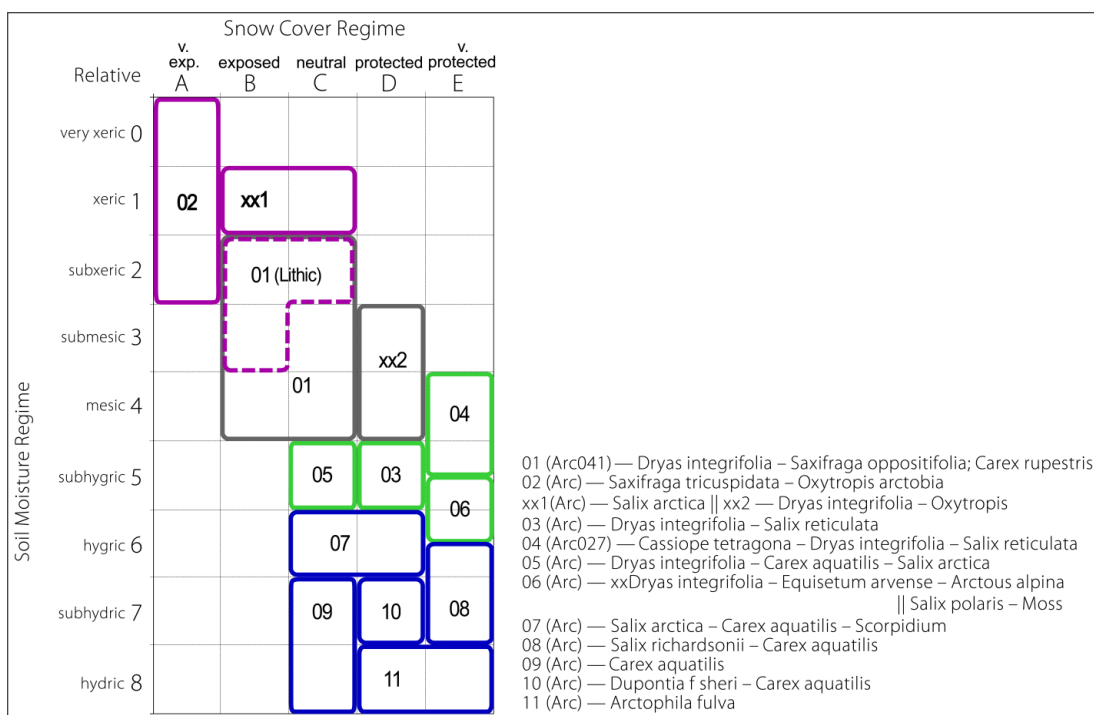 Snow Cover Regime
v. exp. exposed neutral protected v. protected
Relative A B C D E
Soil Moisture Regime
very xeric 0
xeric 1
subxeric 2
submesic 3
mesic 4
subhygric 5
hygric 6
subhydric 7
hydric 8
02 xx1
01 (Lithic)
xx2
01
04
05 03
06
07
09 10 08
11
01 (Arc041) — Dryas integrifolia – Saxifraga oppositifolia; Carex rupestris
02 (Arc) — Saxifraga tricuspidata – Oxytropis arctobia
xx1(Arc) — Salix arctica || xx2 — Dryas integrifolia – Oxytropis
03 (Arc) — Dryas integrifolia – Salix reticulata
04 (Arc027) — Cassiope tetragona – Dryas integrifolia – Salix reticulata
05 (Arc) — Dryas integrifolia – Carex aquatilis – Salix arctica
06 (Arc) — xxDryas integrifolia – Equisetum arvense – Arctous alpina
|| Salix polaris – Moss
07 (Arc) — Salix arctica – Carex aquatilis – Scorpidium
08 (Arc) — Salix richardsonii – Carex aquatilis
09 (Arc) — Carex aquatilis
10 (Arc) — Dupontia f sheri – Carex aquatilis
11 (Arc) — Arctophila fulva